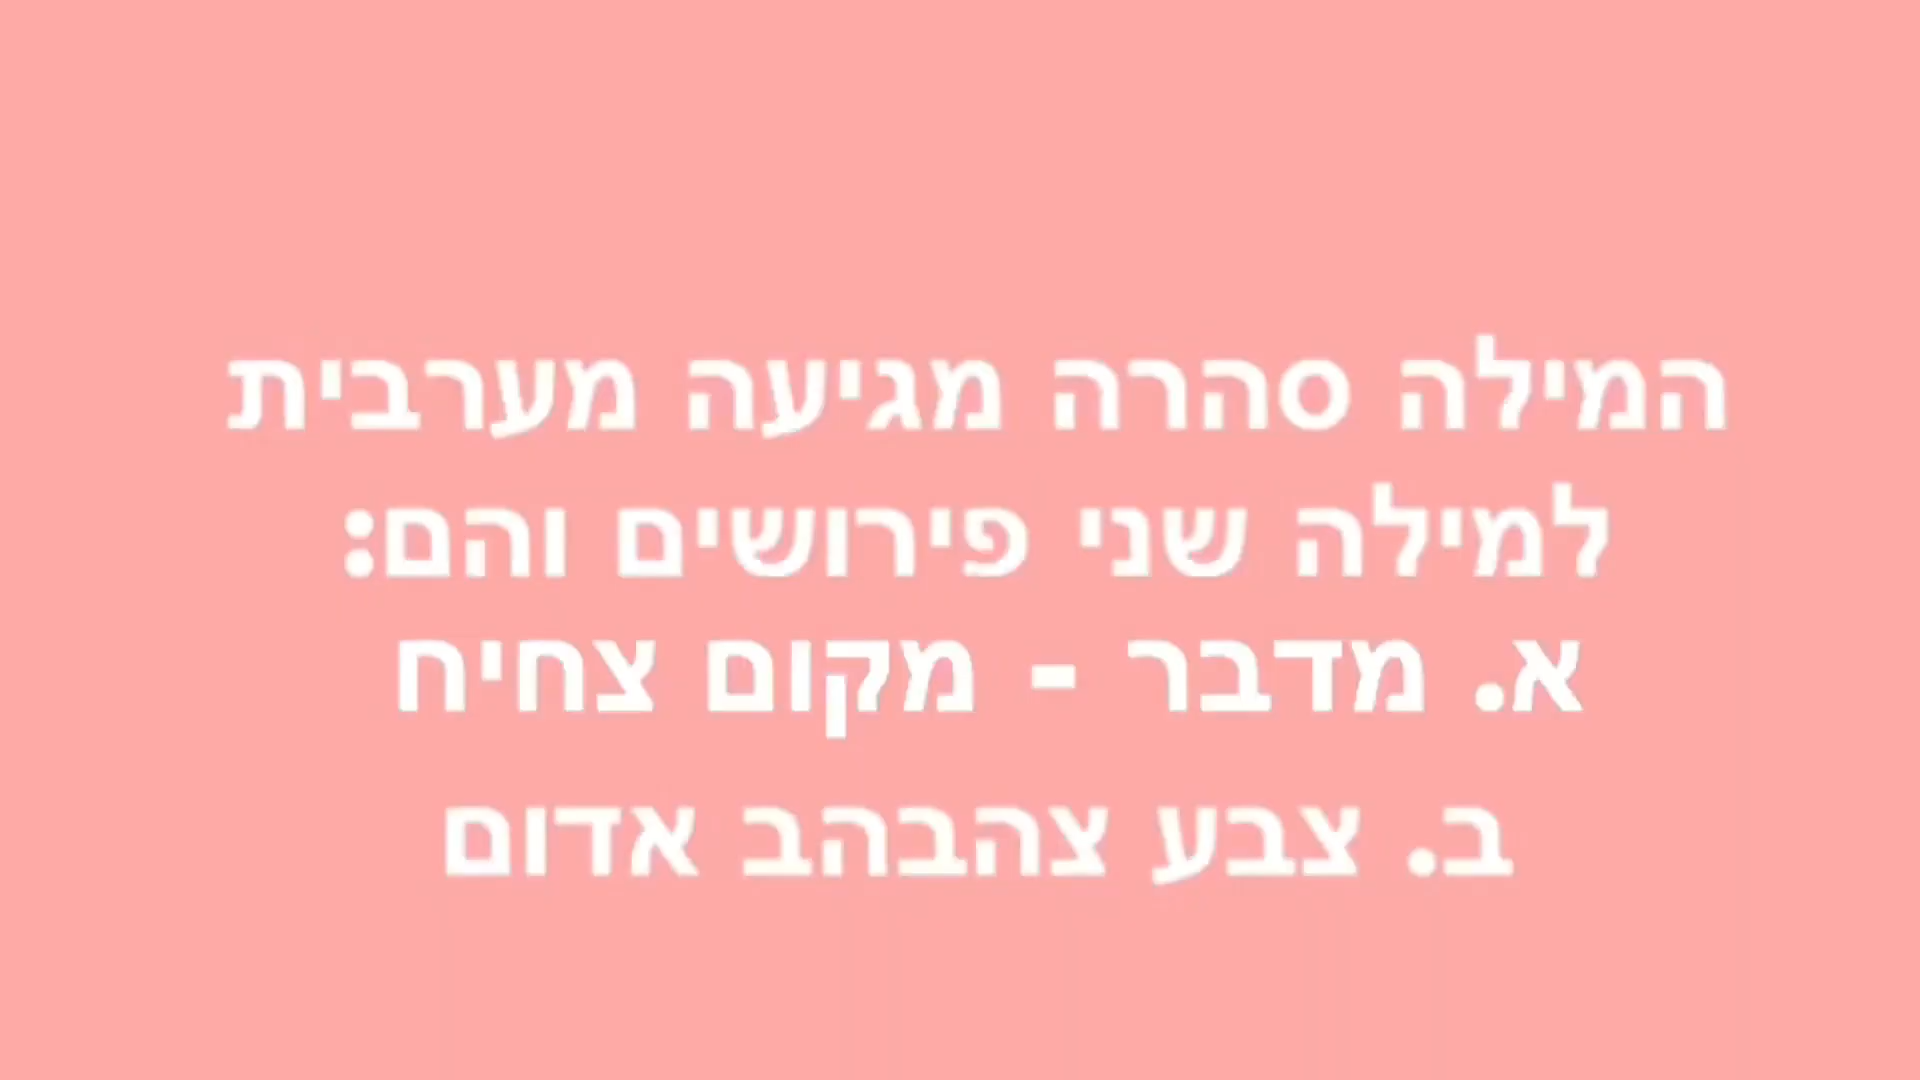 המילה סהרה מגיעה מערבית
למילה שני פירושים והם:
א. מדבר - מקום צחיח
ב. צבע צהבהב אדום